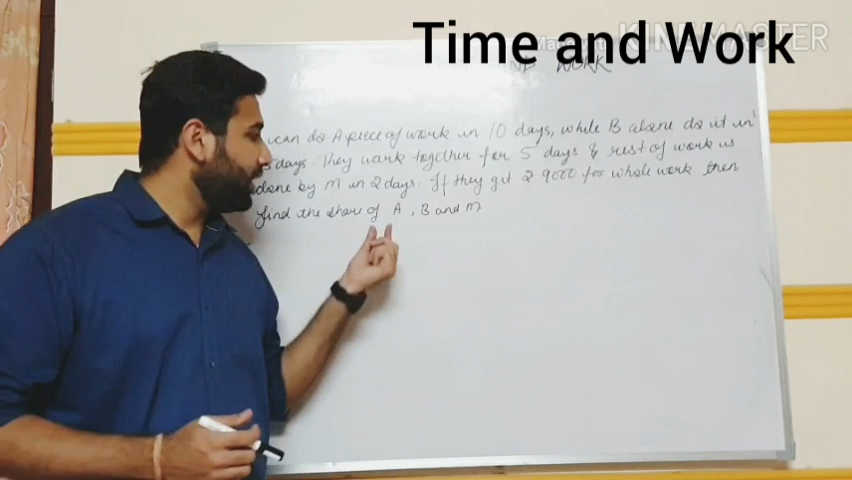 Time and Work
KINEMASTER
WORK
can do A piece of work in 10 days, while B alone do it in
days. They work together for 5 days & rest of work is
done by M in 2 days. If they get ₹ 9000 for whole work then
find the share of A, B and M